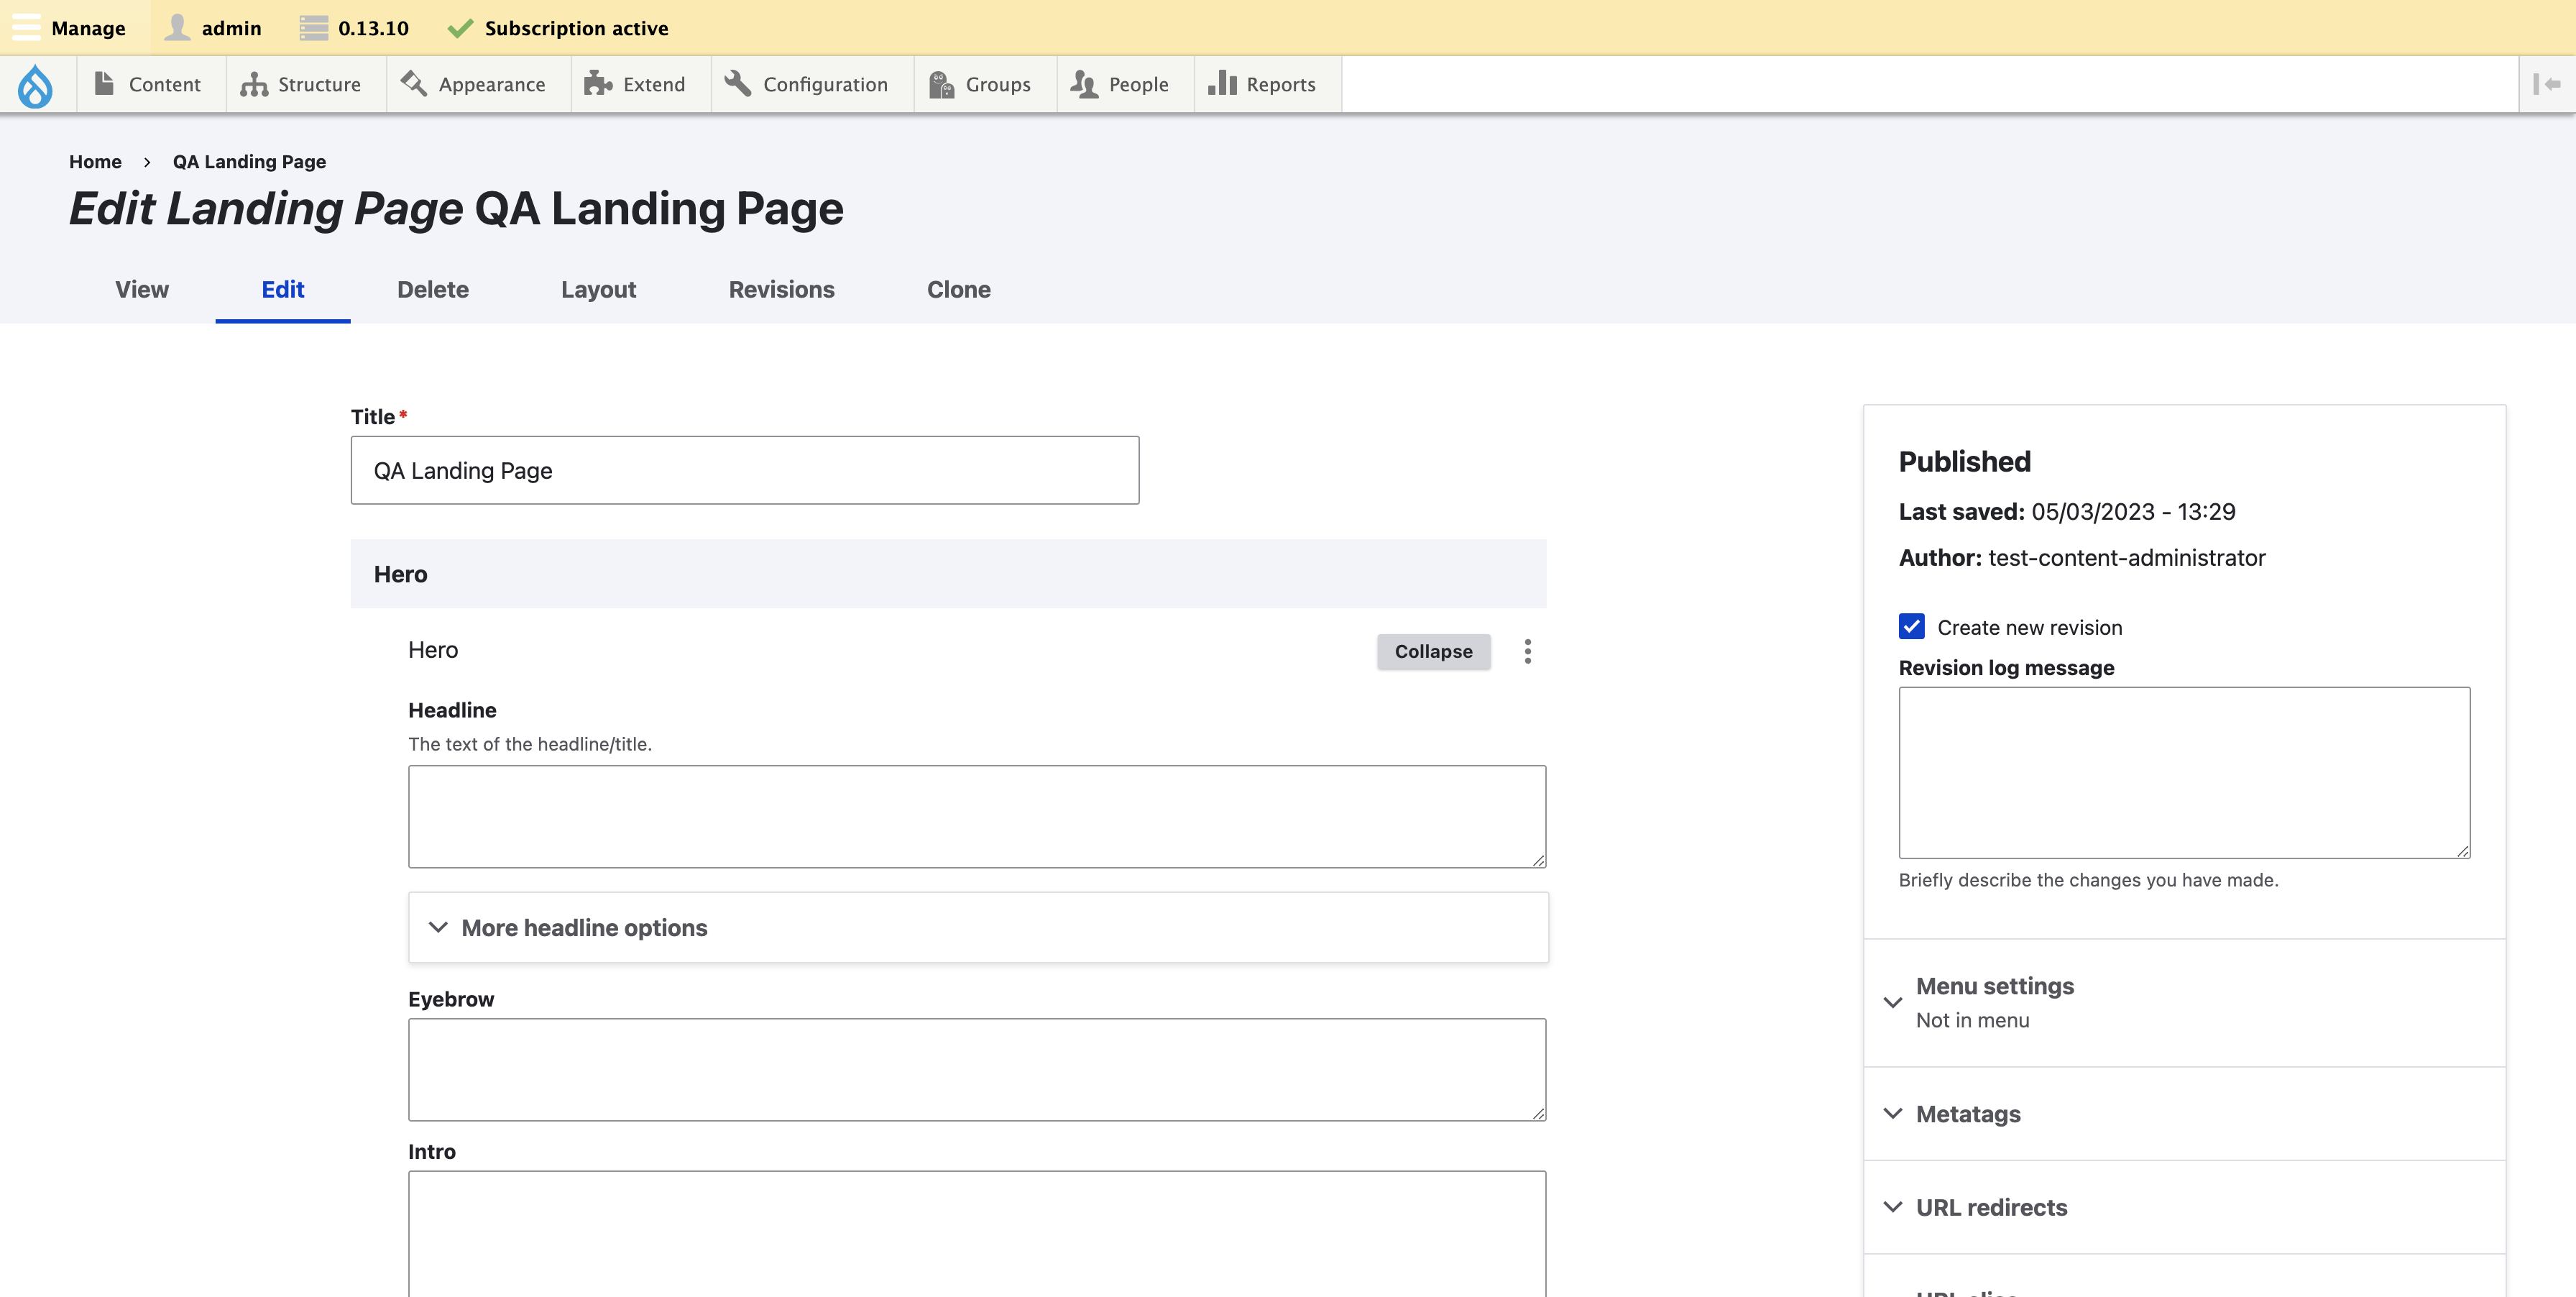 Manage admin 0.13.10 Subscription active
Content Structure Appearance Extend Configuration Groups People Reports
Home › QA Landing Page
Edit Landing Page QA Landing Page
View Edit Delete Layout Revisions Clone
Title*
QA Landing Page
Hero
Hero
Collapse
Headline
The text of the headline/title.
More headline options
Eyebrow
Intro
Published
Last saved: 05/03/2023 - 13:29
Author: test-content-administrator
Create new revision
Revision log message
Briefly describe the changes you have made.
Menu settings
Not in menu
Metatags
URL redirects